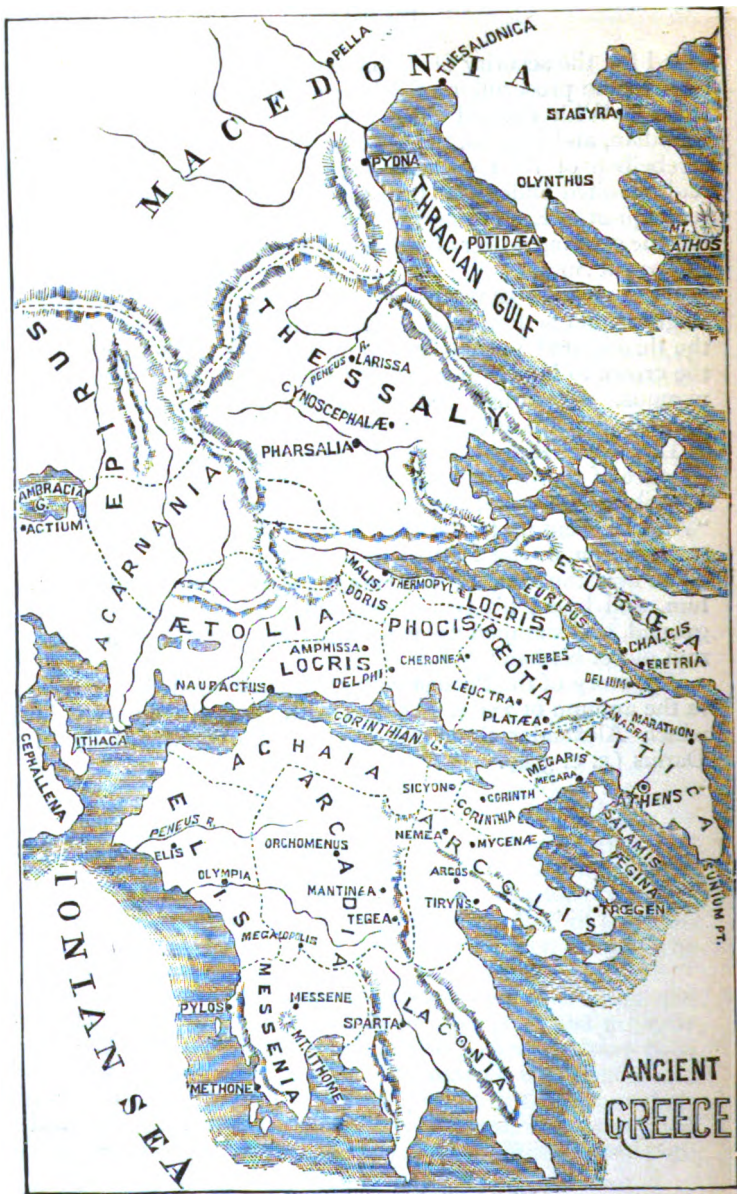 PELLA
THESALONICA
MACEDONIA
STAGYRA
PYDNA
OLYNTHUS
MT.
ATHOS
POTIDÆA
THRACIAN GULF
EPIRUS
THESSALY
PENEUS R.
LARISSA
CYNOSCEPHALÆ
PHARSALIA
AMBRACIA
G.
ACTIUM
ACARNANIA
EUBŒA
MALIS
THERMOPYL
DORIS
LOCRIS
EURIPUS
ÆTOLIA
PHOCIS
BŒOTIA
CHALCIS
AMPHISSA
LOCRIS
DELPHI
CHERONEA
THEBES
ERETRIA
DELIUM
NAUPACTUS
LEUCTRA
PLATÆA
TANAGRA
MARATHON
ATTICA
ITHACA
CEPHALLENA
CORINTHIAN G.
ACHAIA
MEGARIS
MEGARA
ATHENS
SICYON
CORINTH
CORINTHIA
SALAMIS
ÆGINA
ELIS
PENEUS R.
ELIS
ARCADIA
ORCHOMENUS
NEMEA
MYCENÆ
ARGOLIS
OLYMPIA
ARGOS
MANTINEA
TIRYNS
TRŒGEN
TEGEA
SUNIUM PT.
MEGALOPOLIS
IONIAN SEA
MESSENIA
PYLOS
MESSENE
MT. ITHOME
SPARTA
LACONIA
METHONE
ANCIENT
GREECE